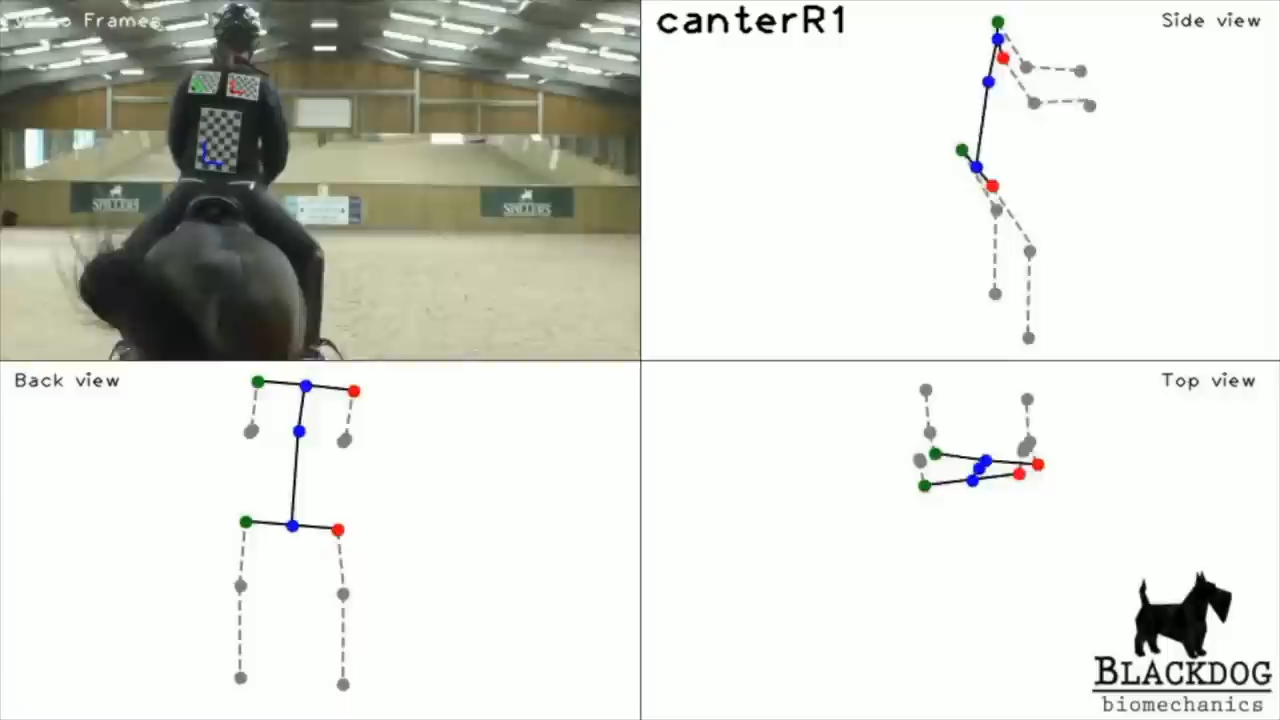 Video Frames
canterR1
Side view
SPILLERS
SPILLERS
Back view
Top view
BLACKDOG
biomechanics